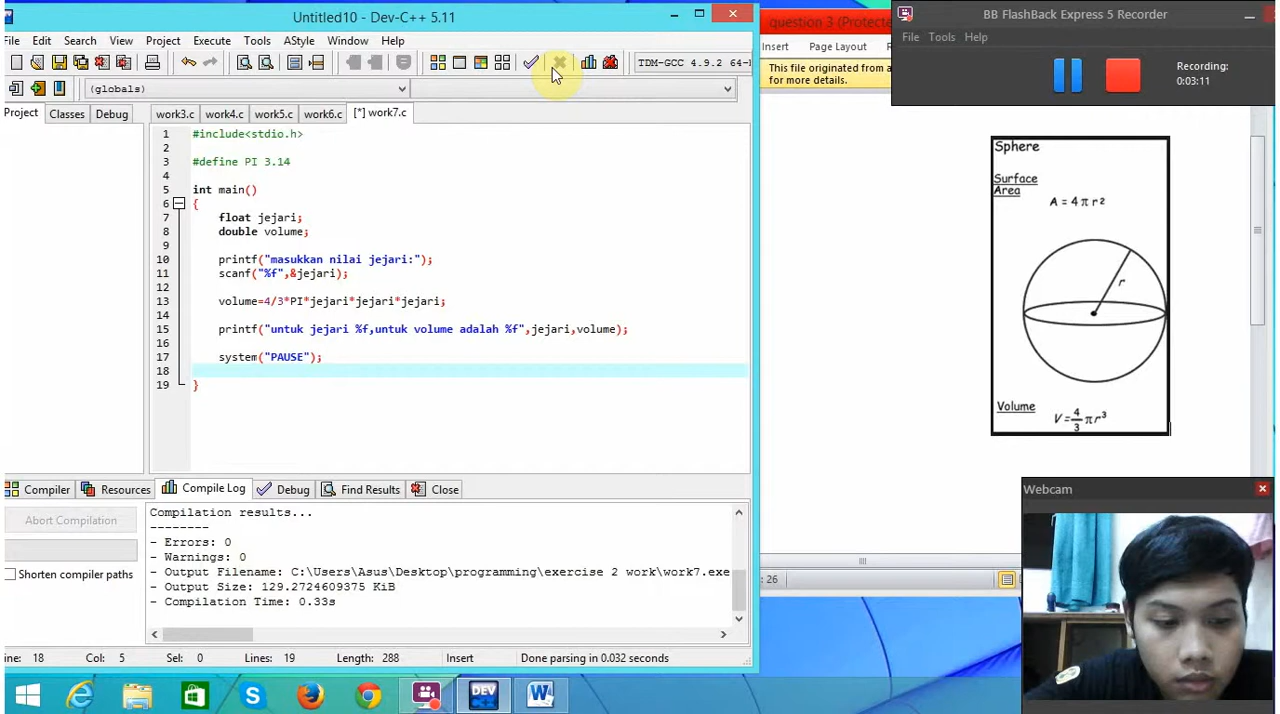 Untitled10 - Dev-C++ 5.11
File Edit Search View Project Execute Tools AStyle Window Help
TDM-GCC 4.9.2 64-
(globals)
Project Classes Debug
work3.c work4.c work5.c work6.c [*] work7.c
1 #include<stdio.h>
2
3 #define PI 3.14
4
5 int main()
6 {
7 float jejari;
8 double volume;
9
10 printf("masukkan nilai jejari:");
11 scanf("%f",&jejari);
12
13 volume=4/3*PI*jejari*jejari*jejari;
14
15 printf("untuk jejari %f,untuk volume adalah %f",jejari,volume);
16
17 system("PAUSE");
18
19 }
Compiler Resources Compile Log Debug Find Results Close
Abort Compilation
Shorten compiler paths
Compilation results...
--------
- Errors: 0
- Warnings: 0
- Output Filename: C:\Users\Asus\Desktop\programming\exercise 2 work\work7.exe
- Output Size: 129.2724609375 KiB
- Compilation Time: 0.33s
ine: 18 Col: 5 Sel: 0 Lines: 19 Length: 288 Insert Done parsing in 0.032 seconds
question 3 (Protecte
Insert Page Layout
This file originated from a
for more details.
: 26
BB FlashBack Express 5 Recorder
File Tools Help
Recording:
0:03:11
Sphere
Surface
Area
A = 4 π r²
r
Volume
V = 4/3 π r³
Webcam
DEV